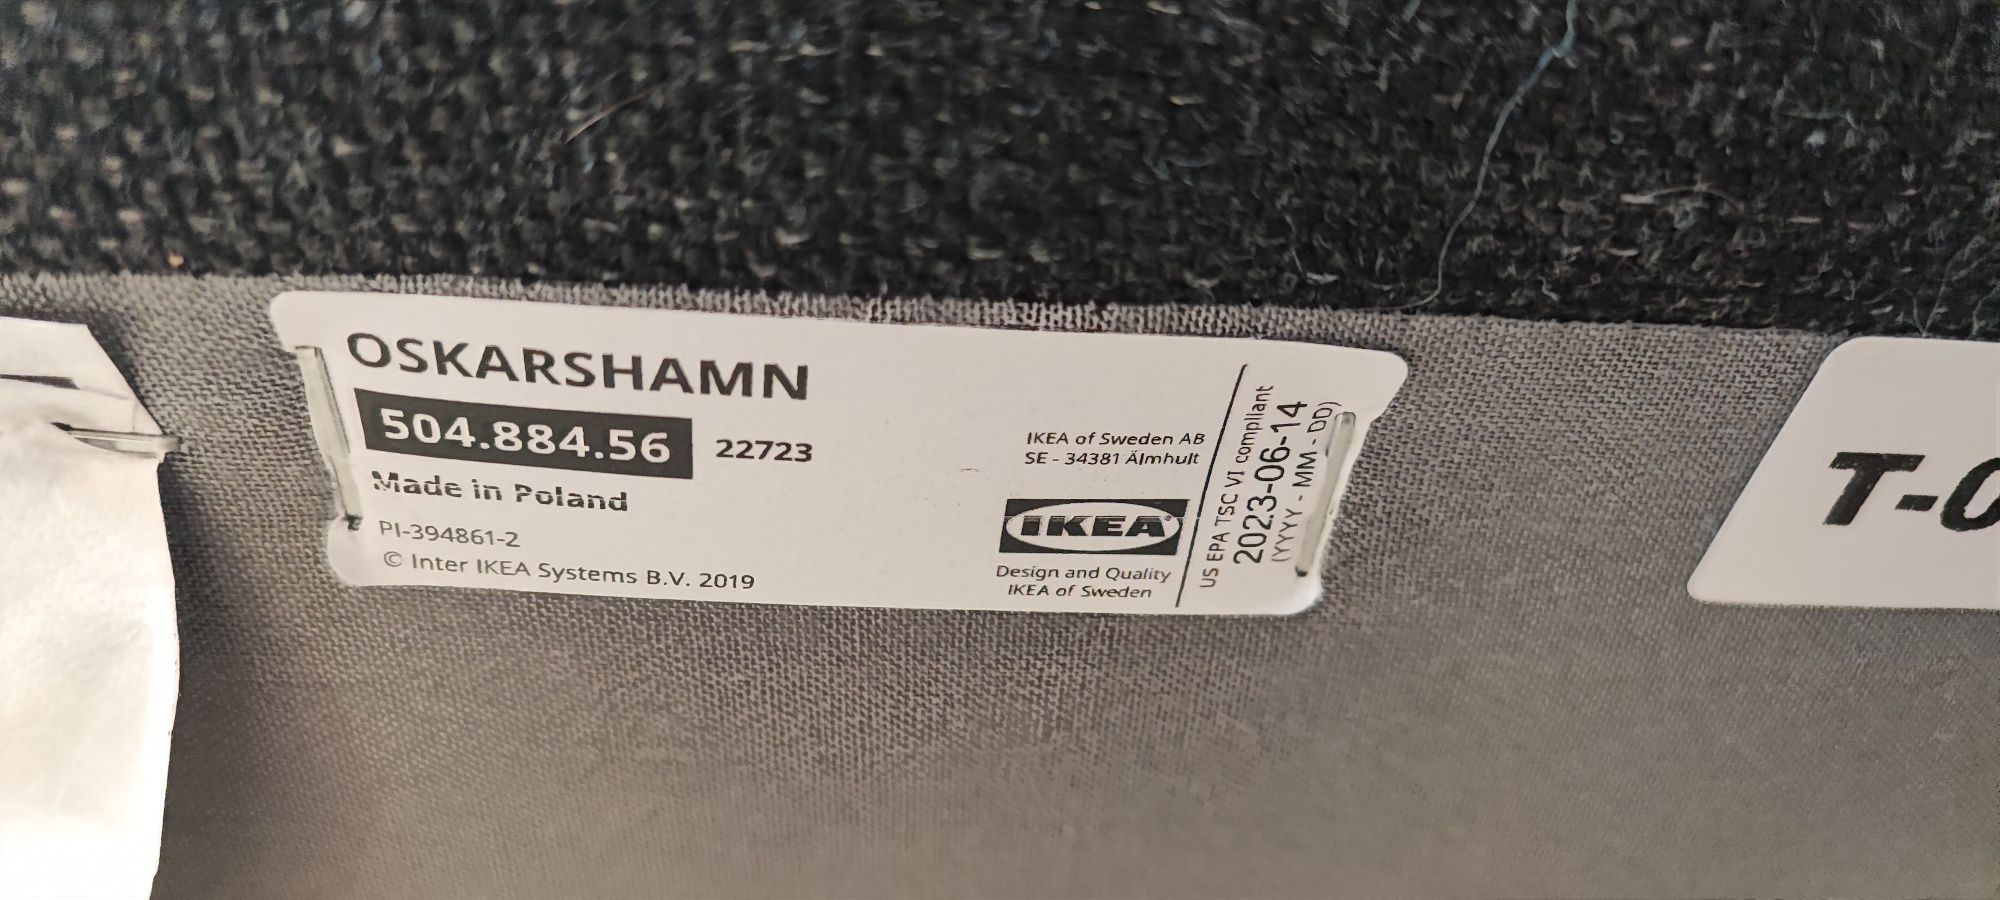 OSKARSHAMN
504.884.56 22723
Made in Poland
PI-394861-2
© Inter IKEA Systems B.V. 2019
IKEA of Sweden AB
SE - 34381 Älmhult
IKEA
Design and Quality
IKEA of Sweden
US EPA TSC VI compliant
2023-06-14
(YYYY - MM - DD)
T-0